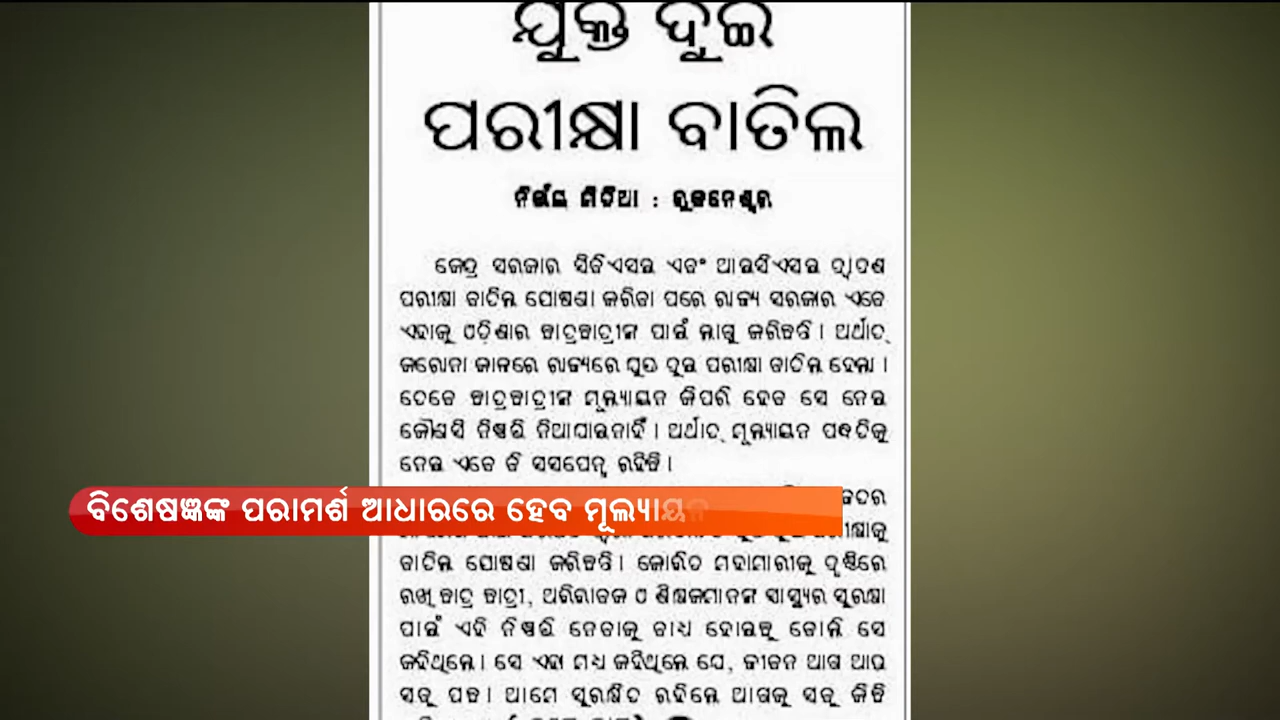 ଯୁକ୍ତ ଦୁଇ
ପରୀକ୍ଷା ବାତିଲ
ନିର୍ଭୟ ମିଡିଆ : ଭୁବନେଶ୍ୱର
କେନ୍ଦ୍ର ସରକାର ସିବିଏସଇ ଏବଂ ଆଇସିଏସଇ ଦ୍ୱାଦଶ
ପରୀକ୍ଷା ବାତିଲ ଘୋଷଣା କରିବା ପରେ ରାଜ୍ୟ ସରକାର ଏବେ
ଏହାକୁ ଓଡ଼ିଶାର ଛାତ୍ରଛାତ୍ରୀଙ୍କ ପାଇଁ ଲାଗୁ କରିଛନ୍ତି । ଅର୍ଥାତ୍
କରୋନା କାଳରେ ରାଜ୍ୟରେ ଯୁକ୍ତ ଦୁଇ ପରୀକ୍ଷା ବାତିଲ ହେଲା ।
ତେବେ ଛାତ୍ରଛାତ୍ରୀଙ୍କ ମୂଲ୍ୟାୟନ କିପରି ହେବ ସେ ନେଇ
କୌଣସି ନିଷ୍ପତ୍ତି ନିଆଯାଇନାହିଁ । ଅର୍ଥାତ୍ ମୂଲ୍ୟାୟନ ପଦ୍ଧତିକୁ
ନେଇ ଏବେ ବି ସସପେନ୍ସ ରହିଛି ।
ବିଶେଷଜ୍ଞଙ୍କ ପରାମର୍ଶ ଆଧାରରେ ହେବ ମୂଲ୍ୟାୟନ
ବାତିଲ ଘୋଷଣା କରିଛନ୍ତି । କୋଭିଡ ମହାମାରୀକୁ ଦୃଷ୍ଟିରେ
ରଖି ଛାତ୍ର ଛାତ୍ରୀ, ଅଭିଭାବକ ଓ ଶିକ୍ଷକମାନଙ୍କ ସ୍ୱାସ୍ଥ୍ୟର ସୁରକ୍ଷା
ପାଇଁ ଏହି ନିଷ୍ପତ୍ତି ନେବାକୁ ବାଧ୍ୟ ହୋଇଛୁ ବୋଲି ସେ
କହିଥିଲେ । ସେ ଏହା ମଧ୍ୟ କହିଥିଲେ ଯେ, ଜୀବନ ଆଗ ଆଉ
ସବୁ ପଛ । ଆମେ ସୁରକ୍ଷିତ ରହିଲେ ଆଗକୁ ସବୁ କିଛି